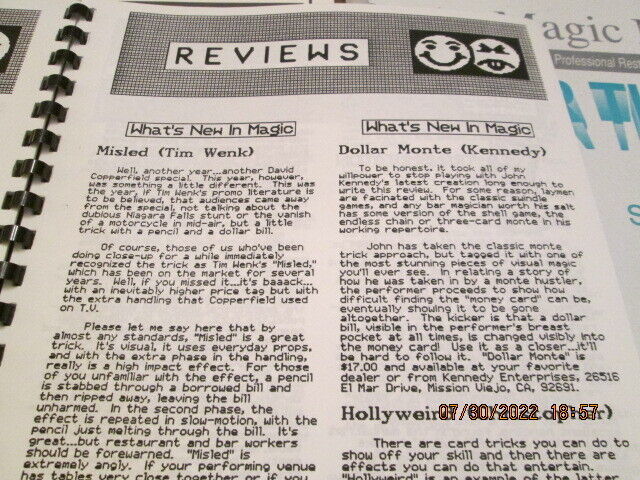 REVIEWS
What's New In Magic
Misled (Tim Wenk)
Well, another year...another David
Copperfield special. This year, however,
was something a little different. This was
the year, if Tim Wenk's promo literature is
to be believed, that audiences came away
from the special not talking about the
dubious Niagara Falls stunt or the vanish
of a motorcycle in mid-air, but a little
trick with a pencil and a dollar bill.
Of course, those of us who've been
doing close-up for a while immediately
recognized the trick as Tim Wenk's "Misled,"
which has been on the market for several
years. Well, if you missed it...it's baaack...
with an inevitably higher price tag but with
the extra handling that Copperfield used
on T.V.
Please let me say here that by
almost any standards, "Misled" is a great
trick. It's visual, it uses everyday props,
and with the extra phase in the handling,
really is a high impact effect. For those
of you unfamiliar with the effect, a pencil
is stabbed through a borrowed bill and
then ripped away, leaving the bill
unharmed. In the second phase, the
effect is repeated in slow-motion, with the
pencil just melting through the bill. It's
great...but restaurant and bar workers
should be forewarned. "Misled" is
extremely angly. If your performing venue
has tables very close together or if you
What's New In Magic
Dollar Monte (Kennedy)
To be honest, it took all of my
willpower to stop playing with John
Kennedy's latest creation long enough to
write this review. For some reason, laymen
are facinated with the classic swindle
games, and any bar magician worth his salt
has some version of the shell game, the
endless chain or three-card monte in his
working repertoire.
John has taken the classic monte
trick approach, but tagged it with one of
the most stunning pieces of visual magic
you'll ever see. In relating a story of
how he was taken in by a monte hustler,
the performer proceeds to show how
difficult finding the "money card" can be,
eventually showing it to be gone
altogether. The kicker is that a dollar
bill, visible in the performer's breast
pocket at all times, is changed visibly into
the money card! Use it as a closer...it'll
be hard to follow it. "Dollar Monte" is
$17.00 and available at your favorite
dealer or from Kennedy Enterprises, 26516
El Mar Drive, Mission Viejo, CA, 92691.
Hollyweird
There are card tricks you can do to
show off your skill and then there are
effects you can do that entertain.
"Hollyweird" is an example of the latter
Magic
Professional
07/30/2022 18:57